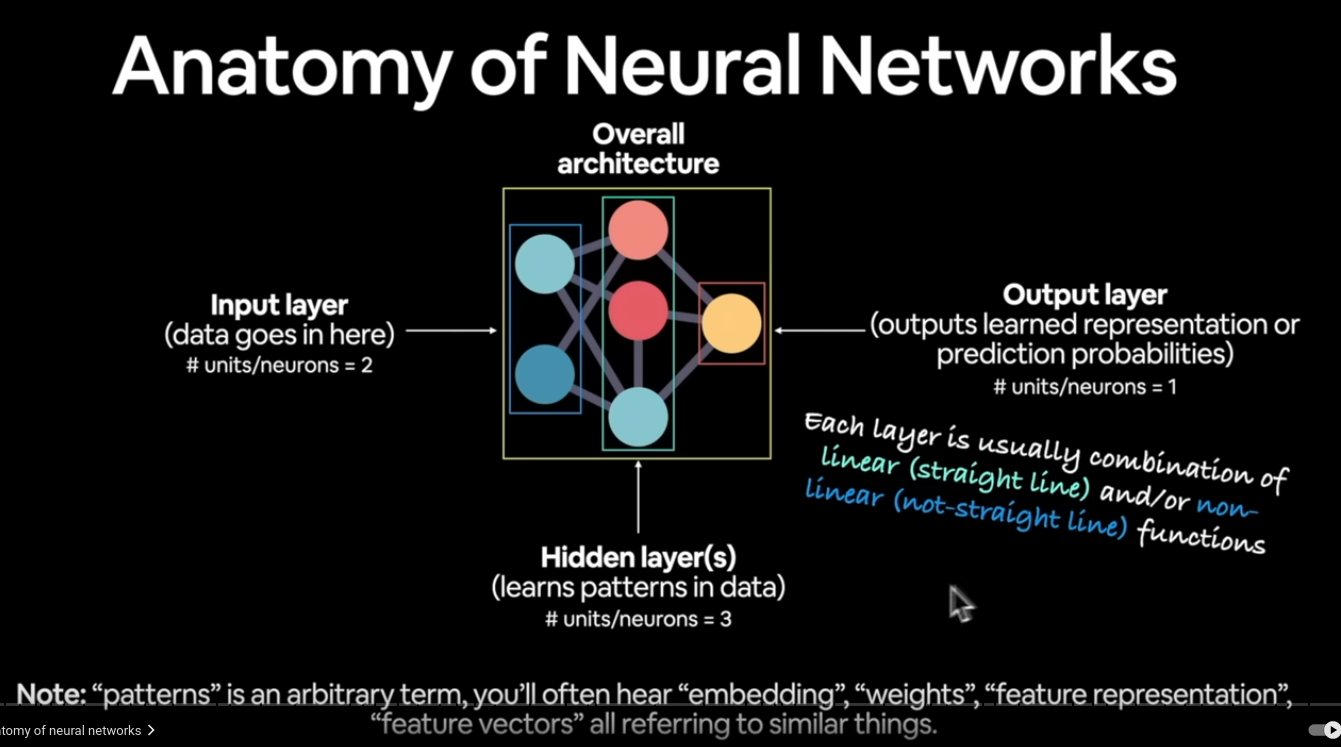 Anatomy of Neural Networks
Overall
architecture
Input layer
(data goes in here)
# units/neurons = 2
Output layer
(outputs learned representation or
prediction probabilities)
# units/neurons = 1
Each layer is usually combination of
linear (straight line) and/or non-
linear (not-straight line) functions
Hidden layer(s)
(learns patterns in data)
# units/neurons = 3
Note: “patterns” is an arbitrary term, you’ll often hear “embedding”, “weights”, “feature representation”,
“feature vectors” all referring to similar things.
tomy of neural networks